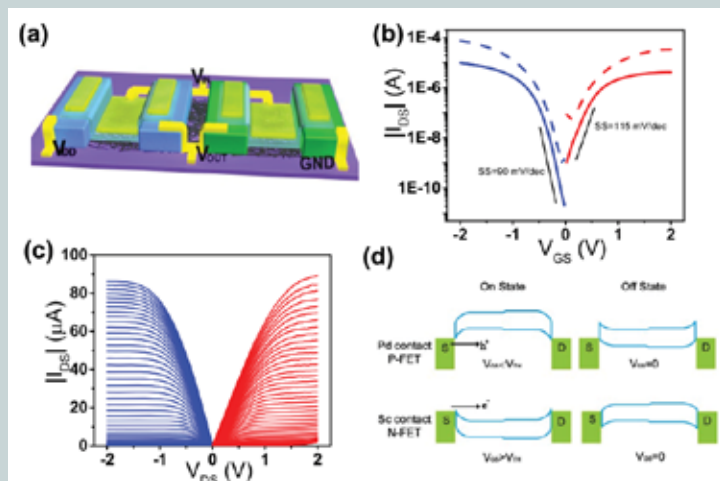 (a)
V_IN
V_DD
V_OUT
GND
(b)
1E-4
1E-6
1E-8
1E-10
|I_DS| (A)
SS=90 mV/dec
SS=115 mV/dec
-2 -1 0 1 2
V_GS (V)
(c)
100
80
60
40
20
0
|I_DS| (μA)
-2 -1 0 1 2
V_DS (V)
(d)
On State Off State
Pd contact
P-FET
S h⁺ D S D
V_GS=0
Sc contact
N-FET
S e⁻ D S D
V_GS=0